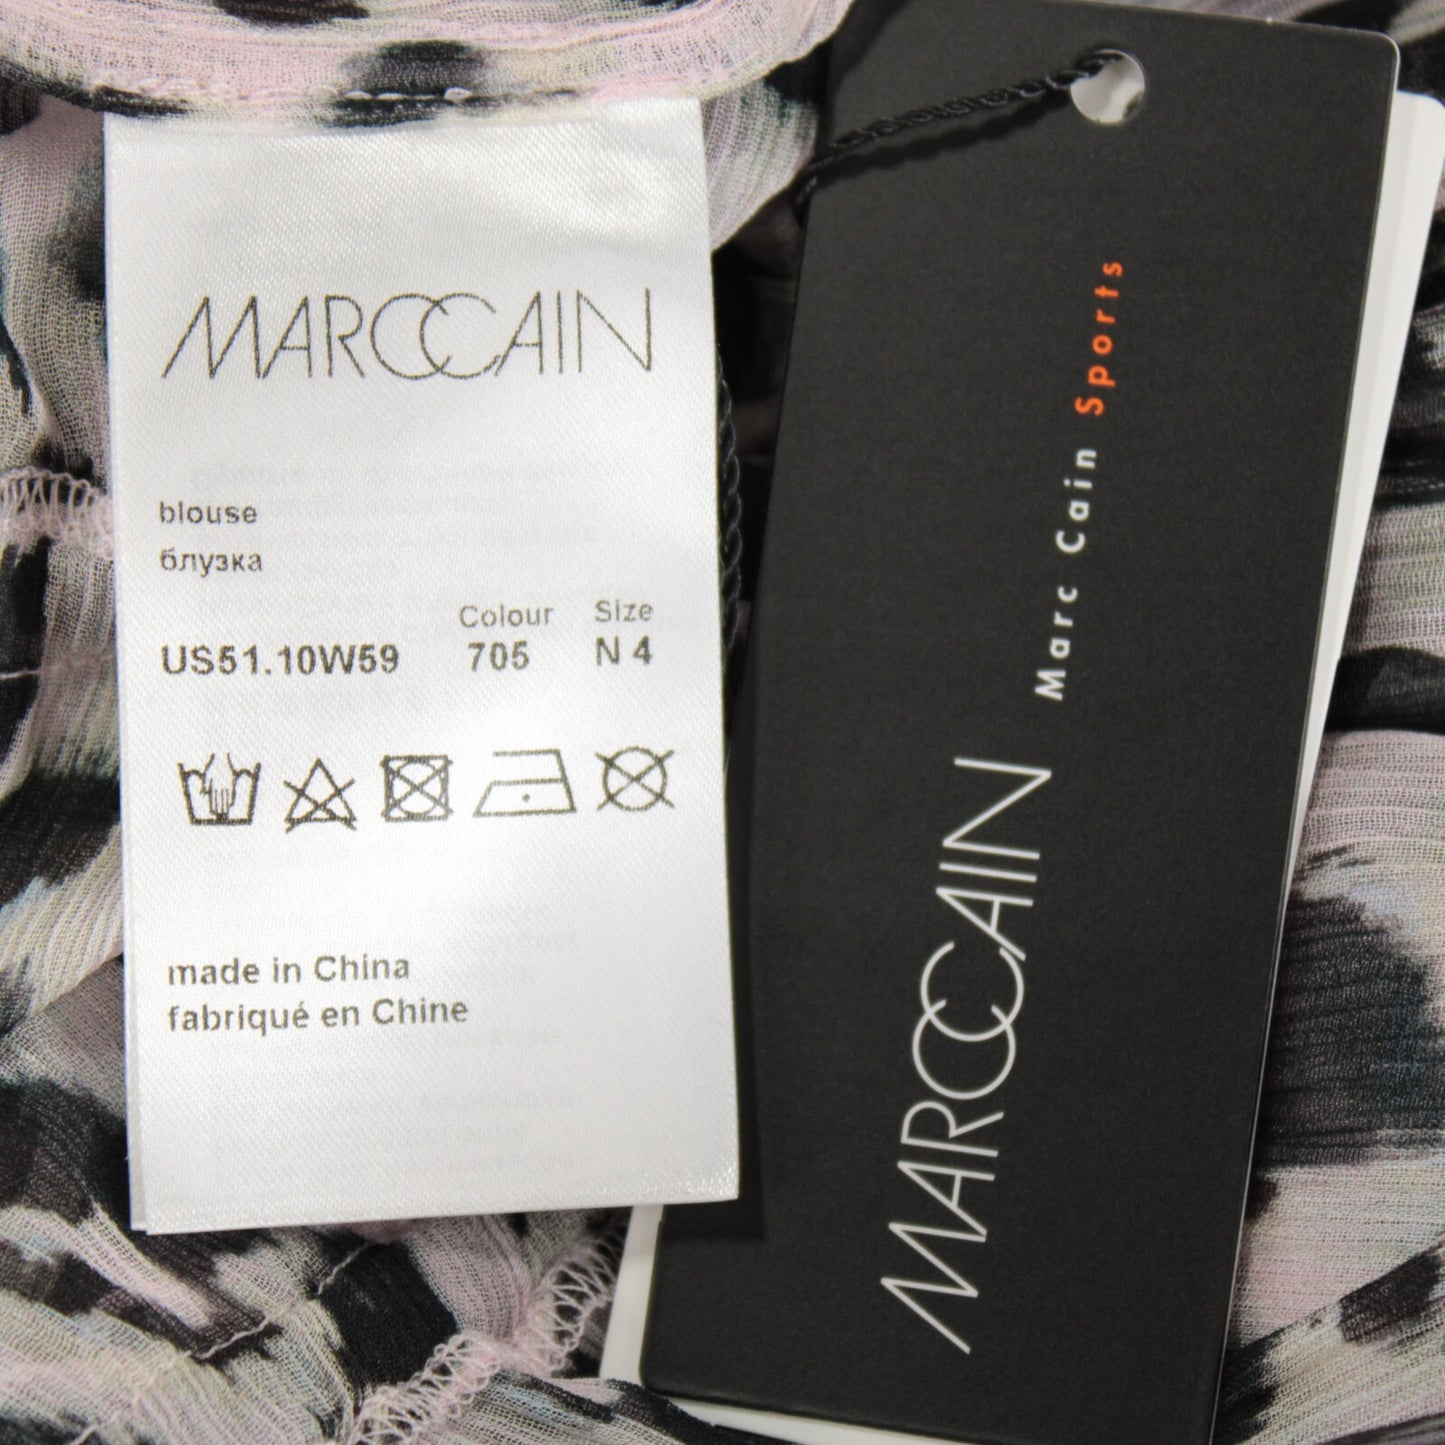 MARCCAIN
blouse
блузка
Colour Size
US51.10W59 705 N 4
made in China
fabriqué en Chine
Marc Cain Sports
MARCCAIN